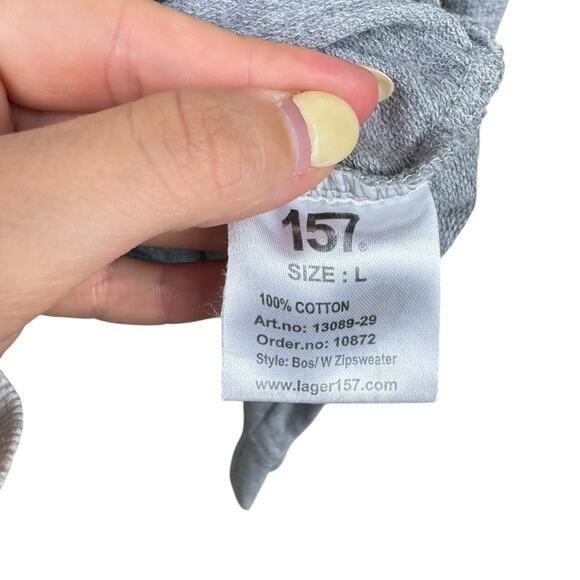 157®
SIZE : L
100% COTTON
Art.no: 13089-29
Order.no: 10872
Style: Bos/ W Zipsweater
www.lager157.com